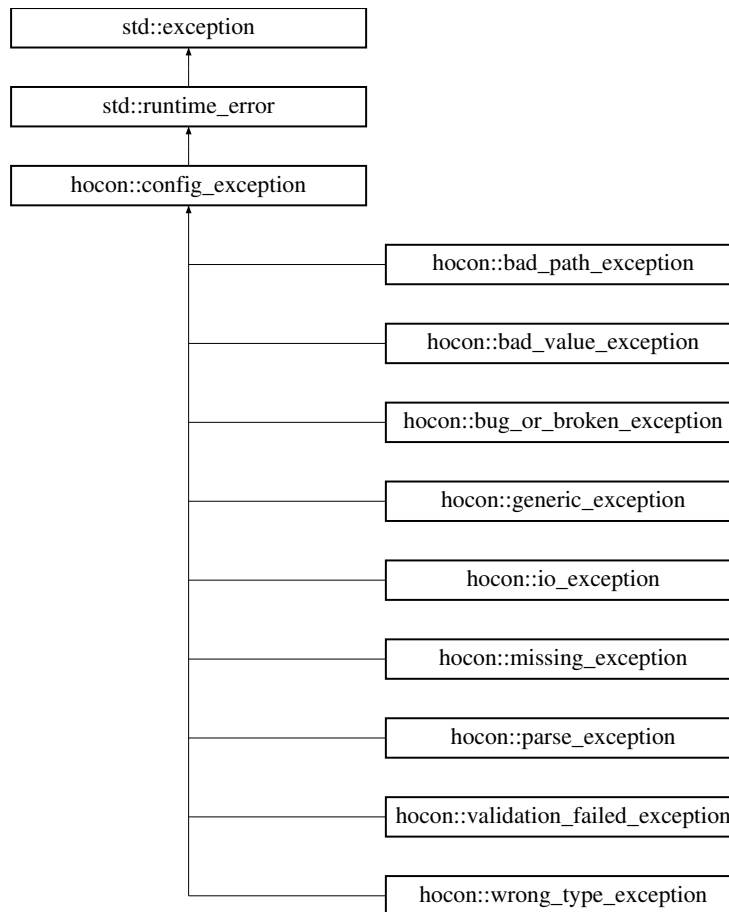 std::exception
std::runtime_error
hocon::config_exception
hocon::bad_path_exception
hocon::bad_value_exception
hocon::bug_or_broken_exception
hocon::generic_exception
hocon::io_exception
hocon::missing_exception
hocon::parse_exception
hocon::validation_failed_exception
hocon::wrong_type_exception